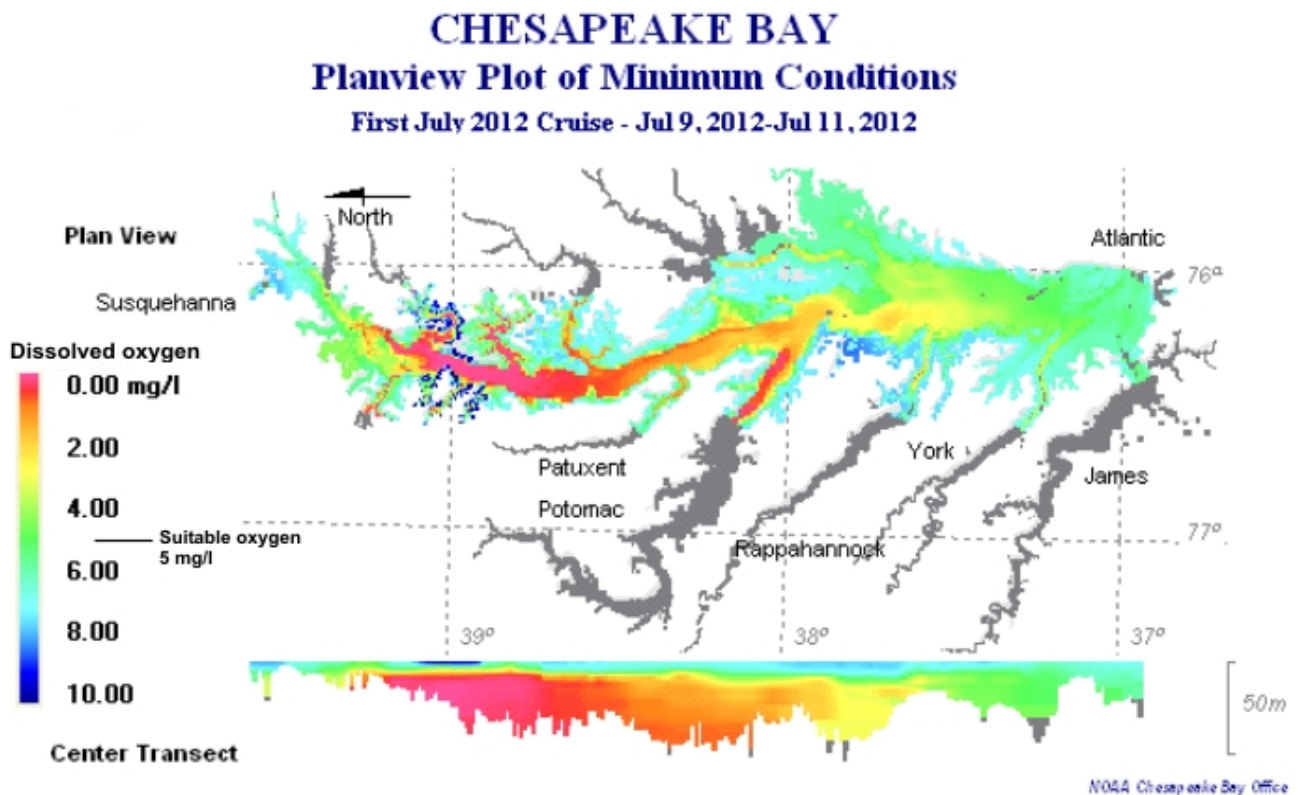 CHESAPEAKE BAY
Planview Plot of Minimum Conditions
First July 2012 Cruise - Jul 9, 2012-Jul 11, 2012
North
Plan View
Atlantic
76°
Susquehanna
Dissolved oxygen
0.00 mg/l
2.00
4.00
Suitable oxygen
5 mg/l
6.00
8.00
10.00
Patuxent
York
James
Potomac
Rappahannock
77°
39°
38°
37°
50m
Center Transect
NOAA Chesapeake Bay Office